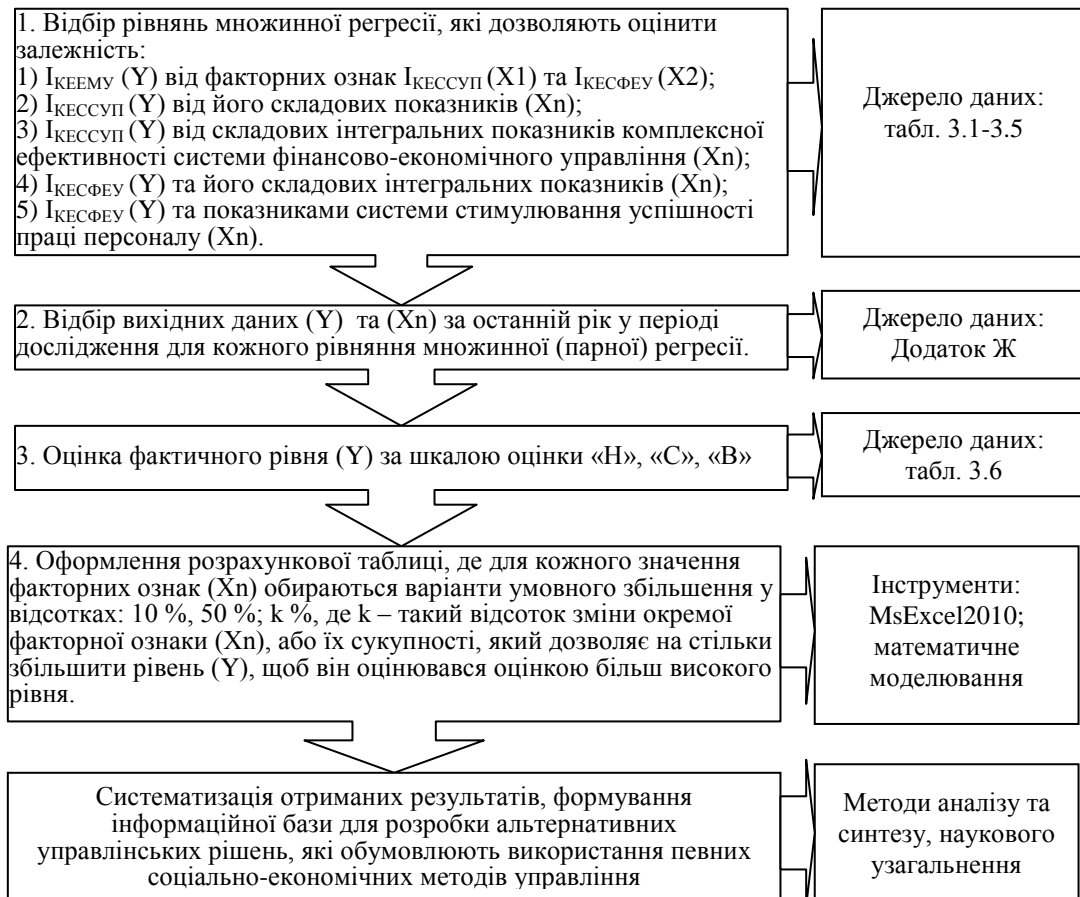 1. Відбір рівнянь множинної регресії, які дозволяють оцінити
залежність:
1) IКЕЕМУ (Y) від факторних ознак IКЕССУП (X1) та IКЕСФЕУ (X2);
2) IКЕССУП (Y) від його складових показників (Xn);
3) IКЕССУП (Y) від складових інтегральних показників комплексної
ефективності системи фінансово-економічного управління (Xn);
4) IКЕСФЕУ (Y) та його складових інтегральних показників (Xn);
5) IКЕСФЕУ (Y) та показниками системи стимулювання успішності
праці персоналу (Xn).
Джерело даних:
табл. 3.1-3.5
2. Відбір вихідних даних (Y) та (Xn) за останній рік у періоді
дослідження для кожного рівняння множинної (парної) регресії.
Джерело даних:
Додаток Ж
3. Оцінка фактичного рівня (Y) за шкалою оцінки «Н», «С», «В»
Джерело даних:
табл. 3.6
4. Оформлення розрахункової таблиці, де для кожного значення
факторних ознак (Xn) обираються варіанти умовного збільшення у
відсотках: 10 %, 50 %; k %, де k – такий відсоток зміни окремої
факторної ознаки (Xn), або їх сукупності, який дозволяє на стільки
збільшити рівень (Y), щоб він оцінювався оцінкою більш високого
рівня.
Інструменти:
MsExcel2010;
математичне
моделювання
Систематизація отриманих результатів, формування
інформаційної бази для розробки альтернативних
управлінських рішень, які обумовлюють використання певних
соціально-економічних методів управління
Методи аналізу та
синтезу, наукового
узагальнення